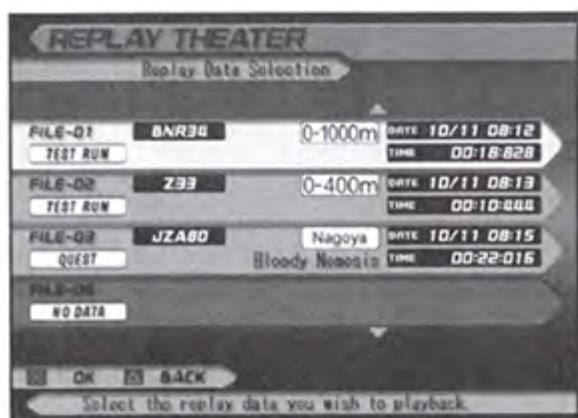 REPLAY THEATER
Replay Data Selection
FILE-01 BNR34 0-1000m DATE 10/11 08:12
TEST RUN TIME 00:18:828
FILE-02 Z33 0-400m DATE 10/11 08:13
TEST RUN TIME 00:10:444
FILE-03 JZA80 Nagoya DATE 10/11 08:15
QUEST Bloody Nemesis TIME 00:22:016
FILE-04
NO DATA
OK BACK
Select the replay data you wish to playback.